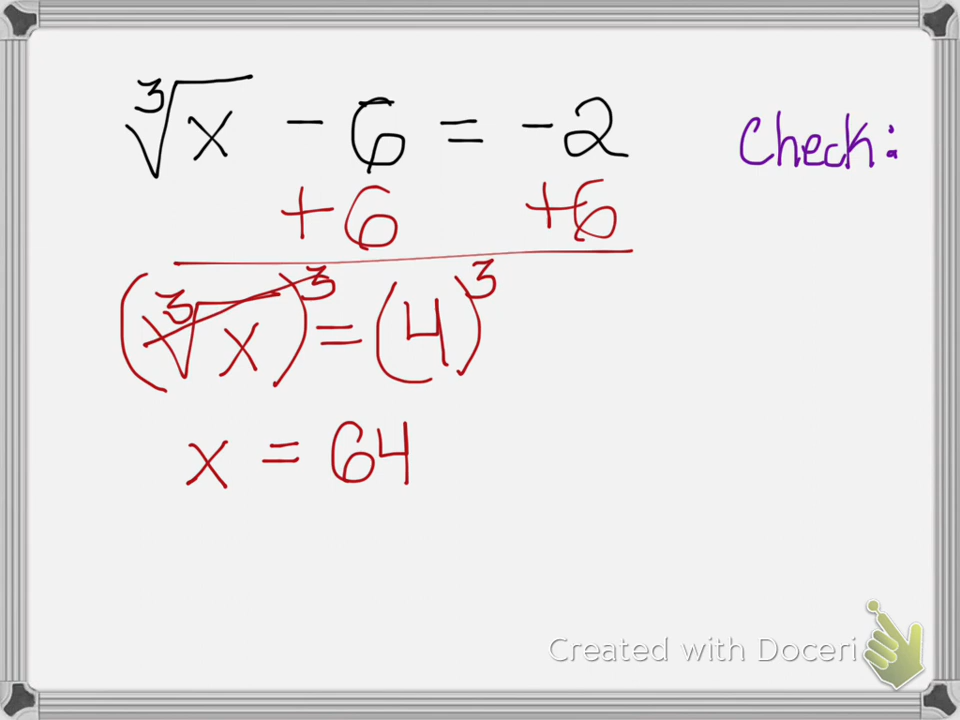 ∛x - 6 = -2 Check:
+6 +6
(∛x)³ = (4)³
x = 64
Created with Doceri